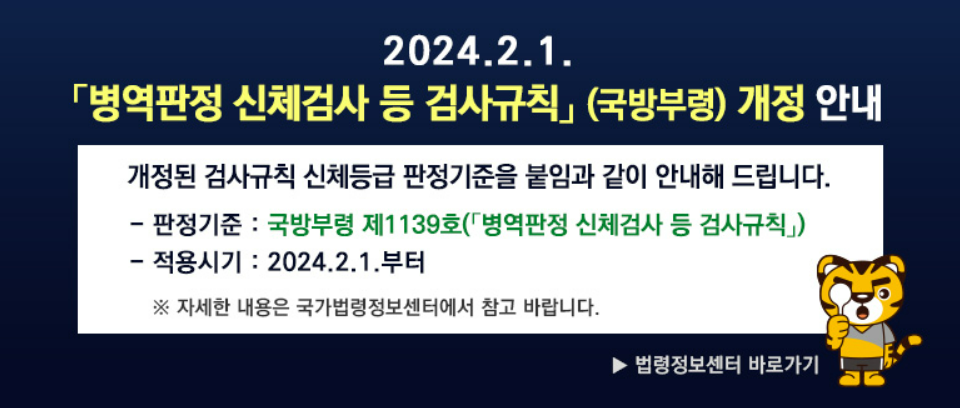 2024.2.1.
「병역판정 신체검사 등 검사규칙」 (국방부령) 개정 안내
개정된 검사규칙 신체등급 판정기준을 붙임과 같이 안내해 드립니다.
- 판정기준 : 국방부령 제1139호(「병역판정 신체검사 등 검사규칙」)
- 적용시기 : 2024.2.1.부터
※ 자세한 내용은 국가법령정보센터에서 참고 바랍니다.
▶ 법령정보센터 바로가기